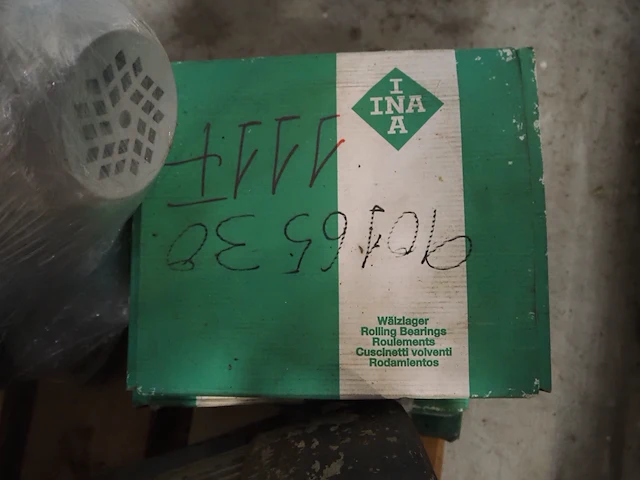 I
INA
A
Wälzlager
Rolling Bearings
Roulements
Cuscinetti volventi
Rodamientos